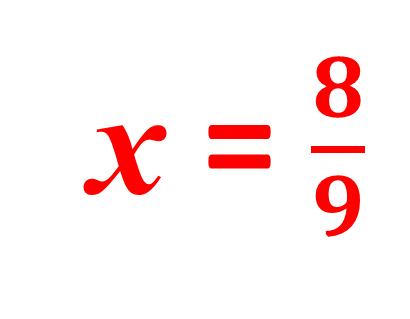 x = 8/9